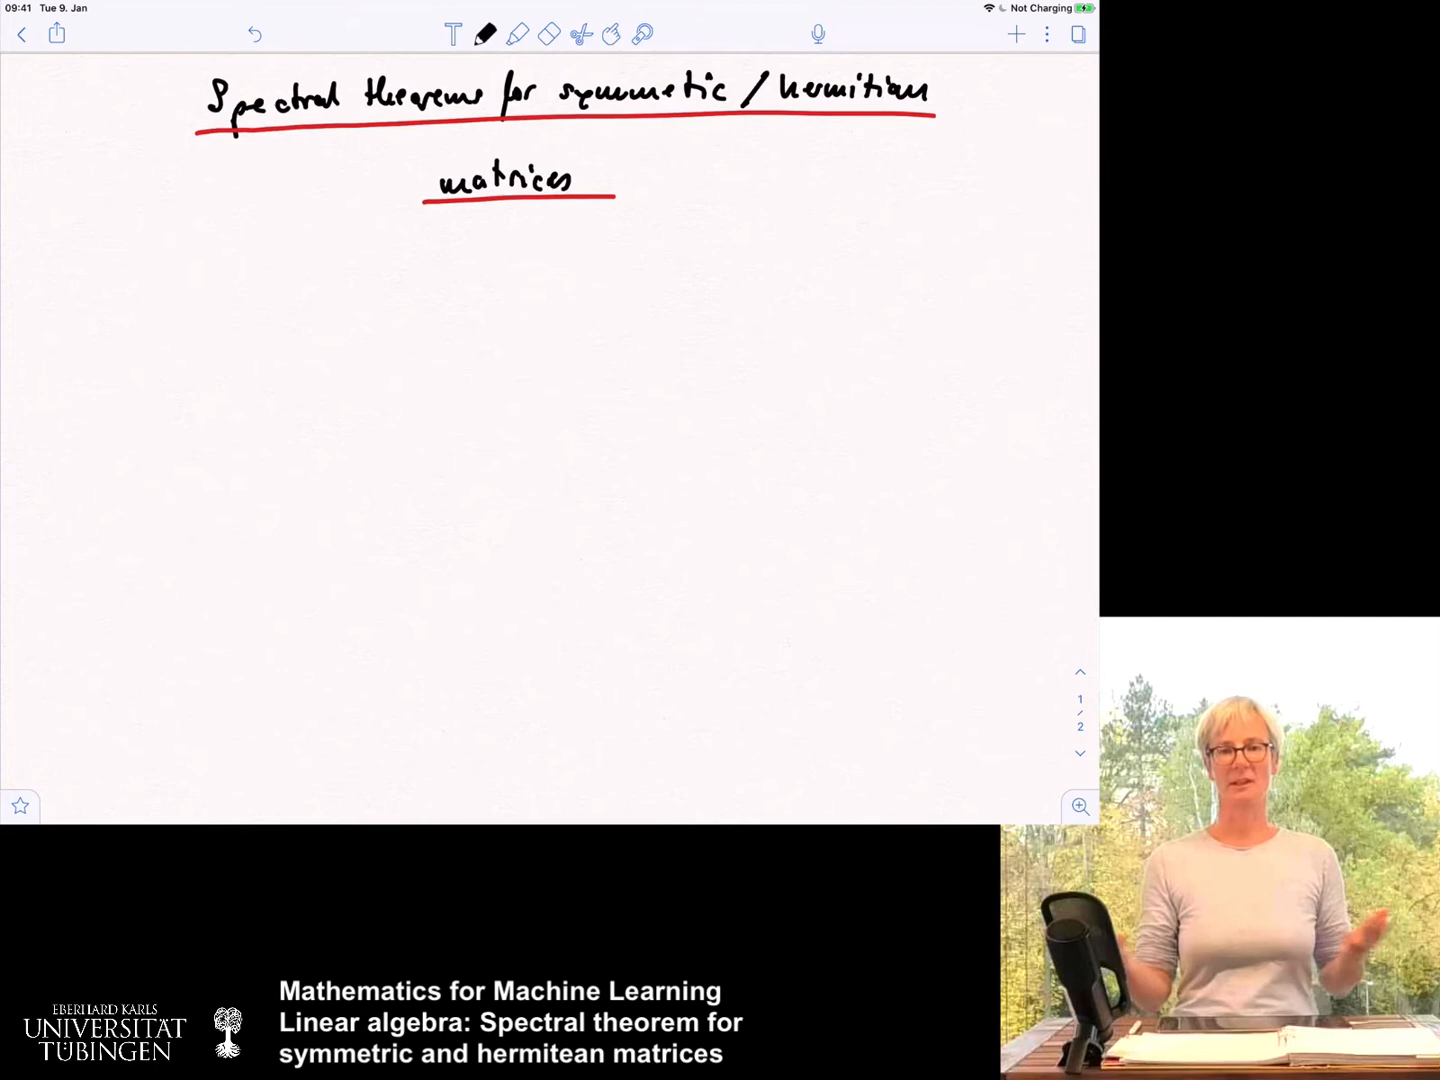 09:41 Tue 9. Jan
Not Charging
T
Spectral theorems for symmetric / hermitian
matrices
1
/
2
EBERHARD KARLS
UNIVERSITÄT
TÜBINGEN
Mathematics for Machine Learning
Linear algebra: Spectral theorem for
symmetric and hermitean matrices